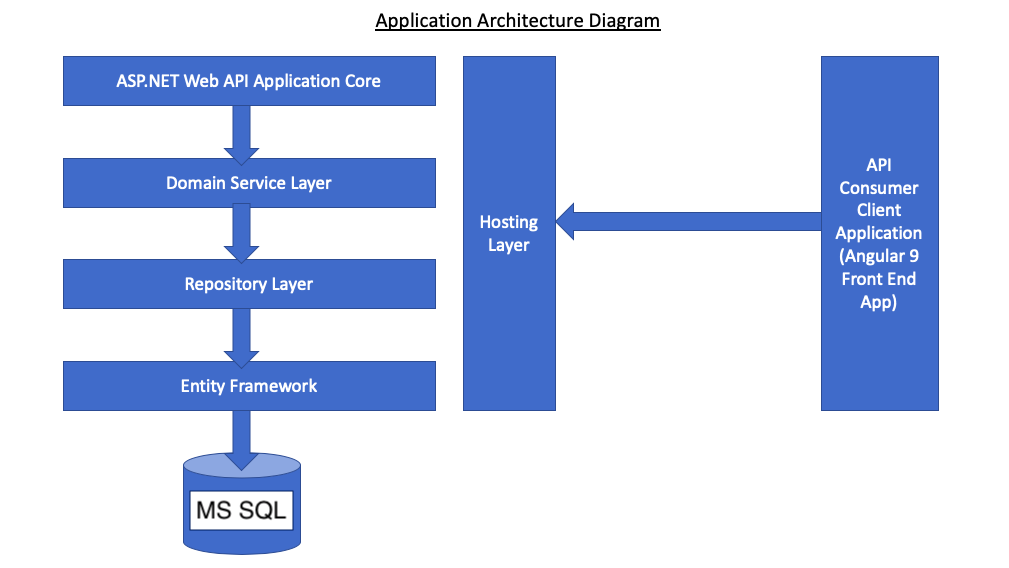 Application Architecture Diagram
ASP.NET Web API Application Core
Domain Service Layer
Repository Layer
Entity Framework
MS SQL
Hosting
Layer
API
Consumer
Client
Application
(Angular 9
Front End
App)